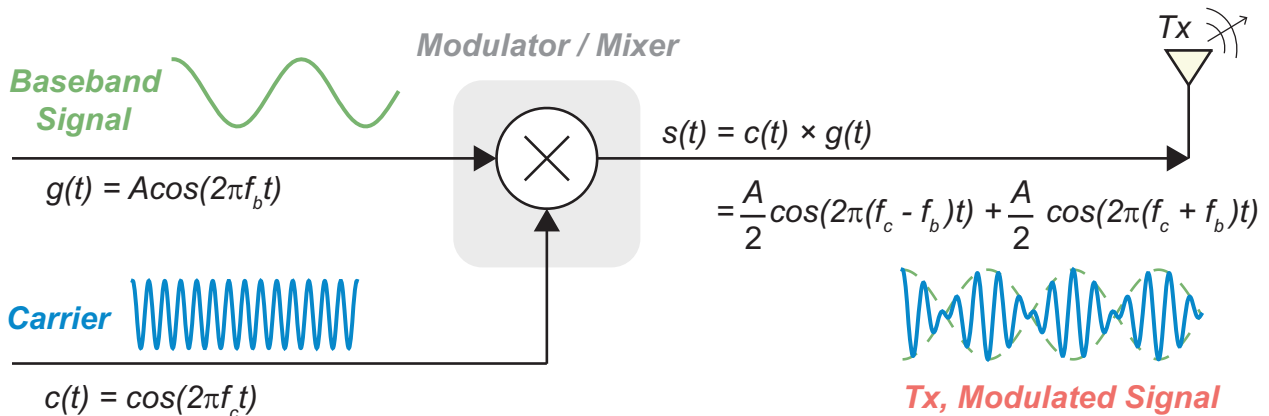 Modulator / Mixer
Tx
Baseband
Signal
s(t) = c(t) × g(t)
g(t) = Acos(2πf_b t)
= A/2 cos(2π(f_c - f_b)t) + A/2 cos(2π(f_c + f_b)t)
Carrier
c(t) = cos(2πf_c t)
Tx, Modulated Signal